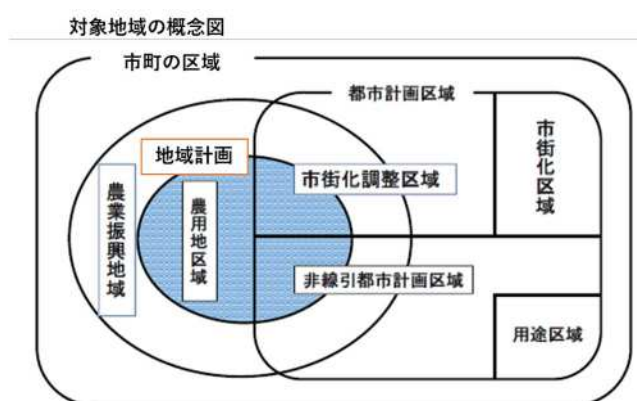 対象地域の概念図
市町の区域
都市計画区域
地域計画
市街化調整区域
市街化区域
農業振興地域
農用地区域
非線引都市計画区域
用途区域